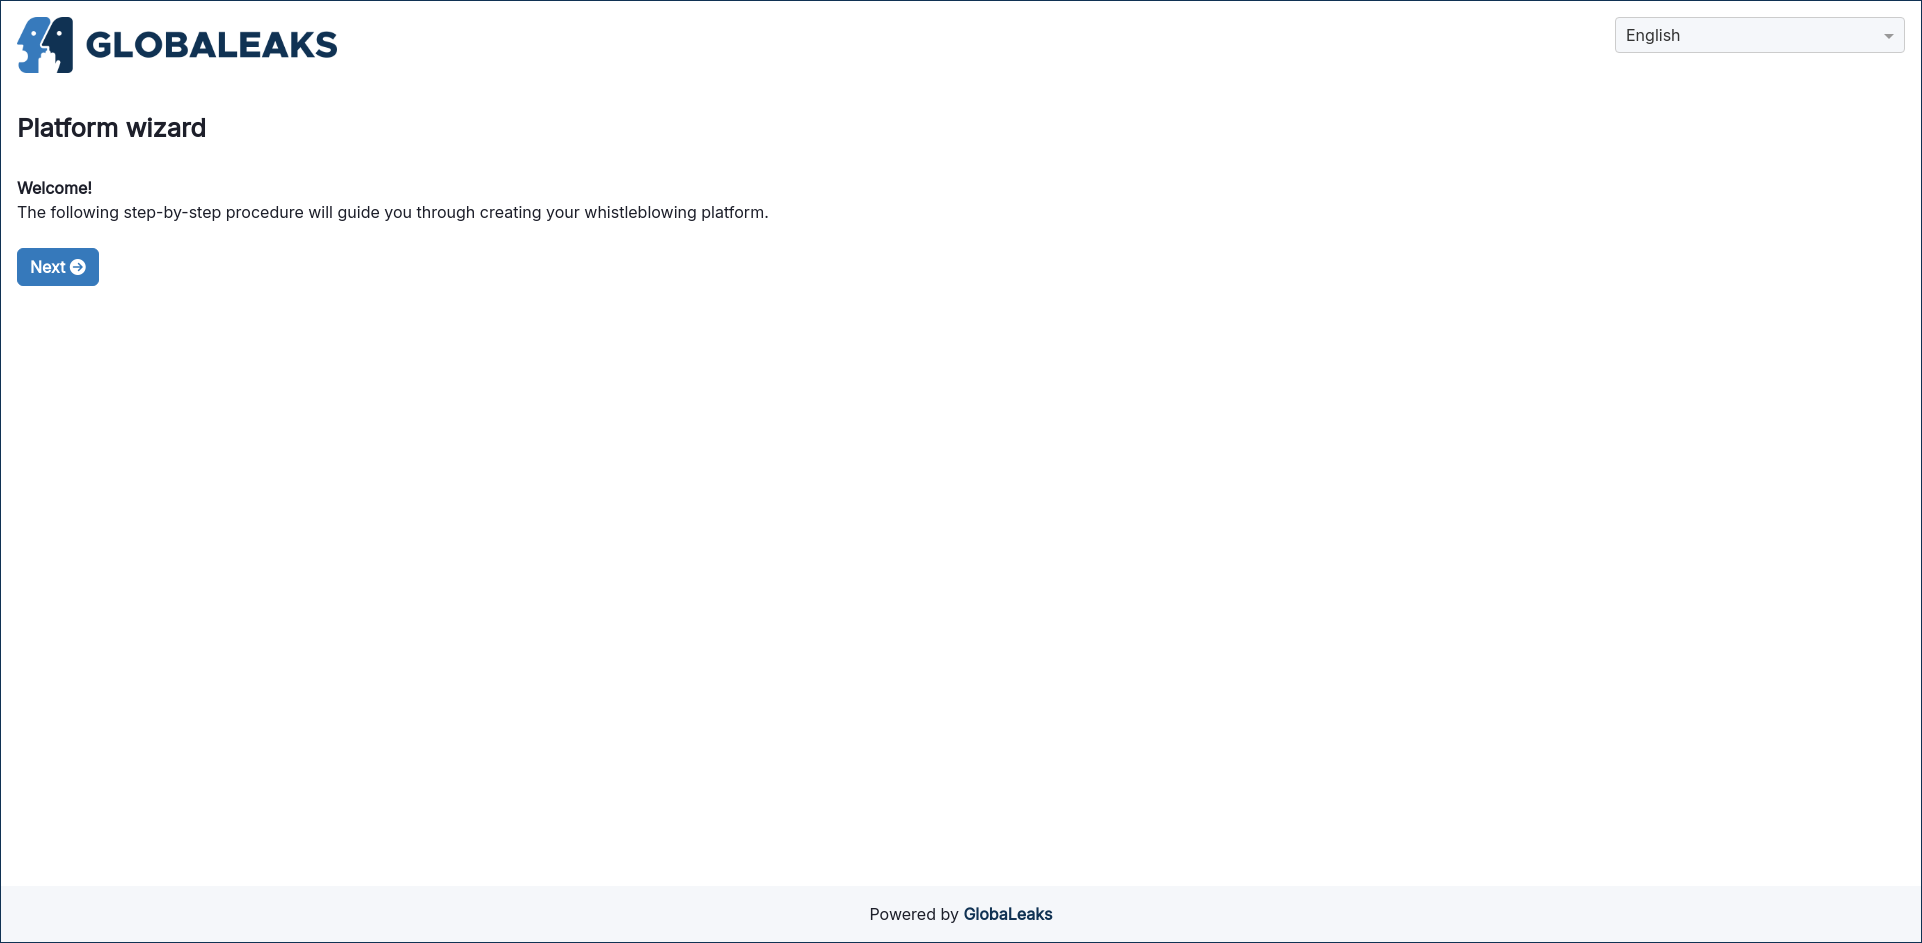 GLOBALEAKS
English
Platform wizard
Welcome!
The following step-by-step procedure will guide you through creating your whistleblowing platform.
Next
Powered by GlobaLeaks